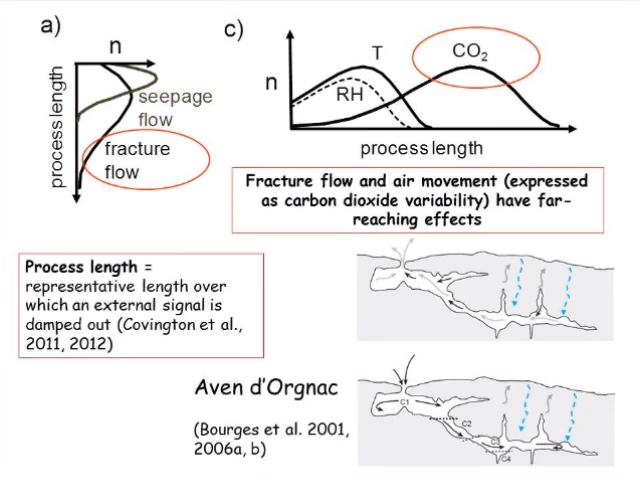 a)
n
process length
seepage
flow
fracture
flow
c)
n
T
RH
CO₂
process length
Fracture flow and air movement (expressed
as carbon dioxide variability) have far-
reaching effects
Process length =
representative length over
which an external signal is
damped out (Covington et al.,
2011, 2012)
Aven d'Orgnac
(Bourges et al. 2001,
2006a, b)
C1
C2
C3
C4